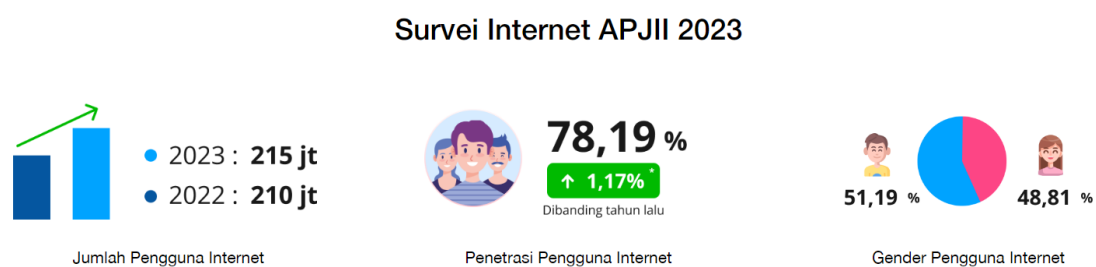 Survei Internet APJII 2023
2023 : 215 jt
2022 : 210 jt
Jumlah Pengguna Internet
78,19 %
↑ 1,17% *
Dibanding tahun lalu
Penetrasi Pengguna Internet
51,19 %
48,81 %
Gender Pengguna Internet